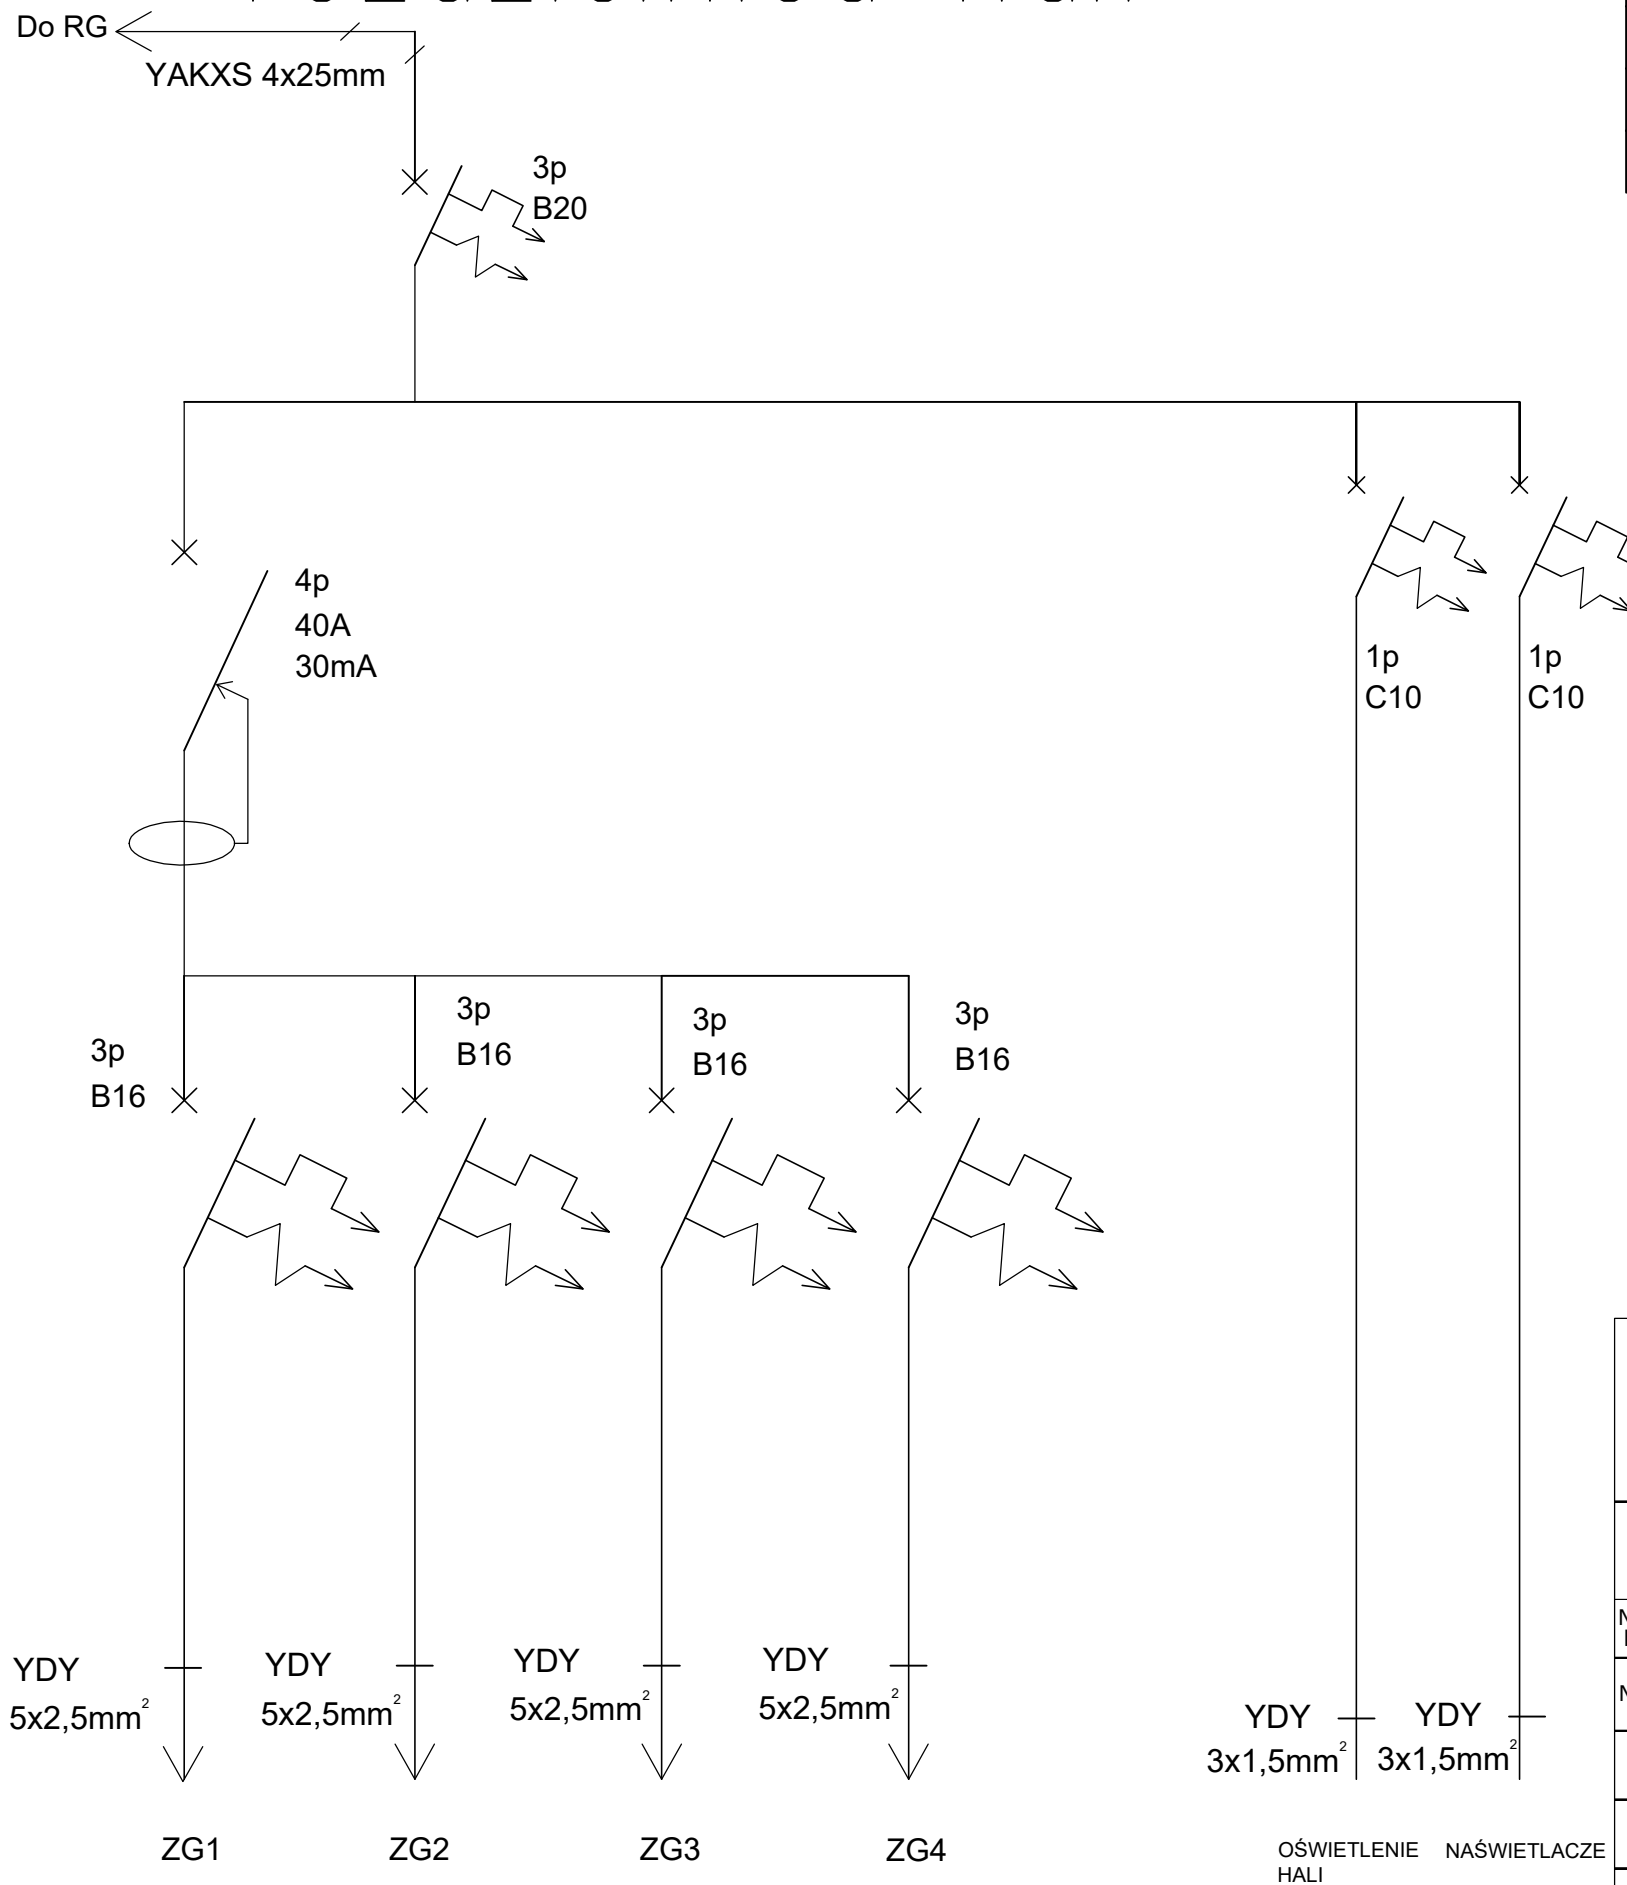 Do RG
YAKXS 4x25mm
3p
B20
4p
40A
30mA
1p
C10
1p
C10
3p
B16
3p
B16
3p
B16
3p
B16
YDY
5x2,5mm²
YDY
5x2,5mm²
YDY
5x2,5mm²
YDY
5x2,5mm²
YDY
3x1,5mm²
YDY
3x1,5mm²
ZG1
ZG2
ZG3
ZG4
OŚWIETLENIE
HALI
NAŚWIETLACZE